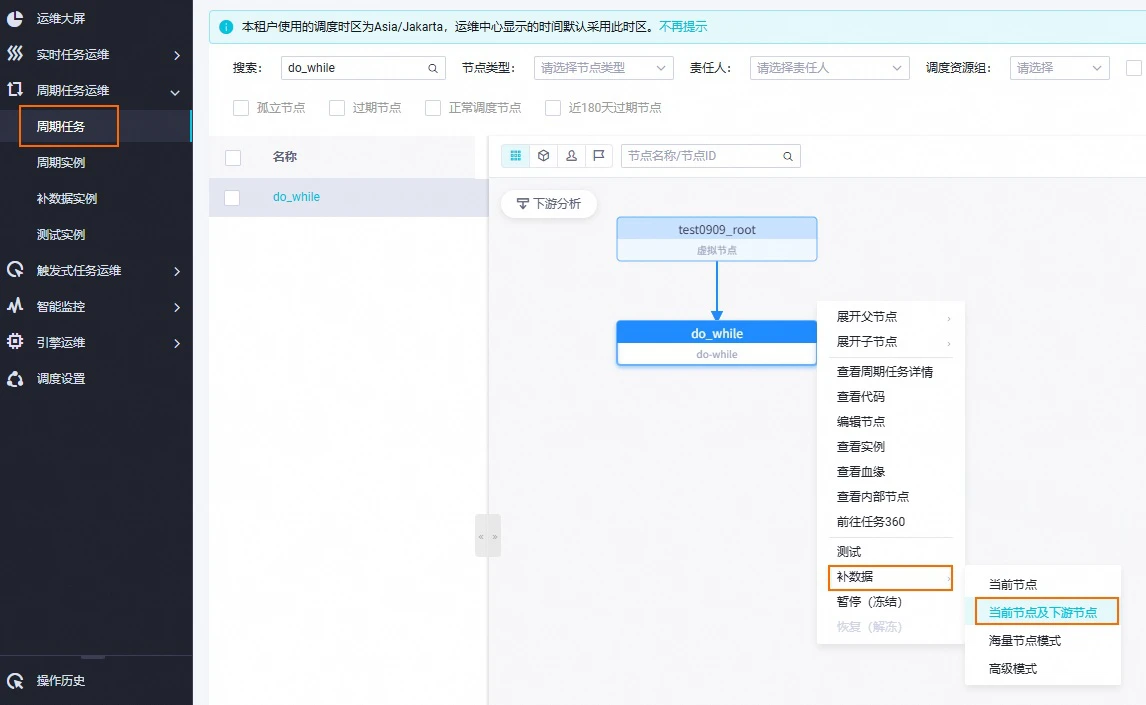 运维大屏
实时任务运维
周期任务运维
周期任务
周期实例
补数据实例
测试实例
触发式任务运维
智能监控
引擎运维
调度设置
操作历史
本租户使用的调度时区为Asia/Jakarta，运维中心显示的时间默认采用此时区。不再提示
搜索： do_while 节点类型： 请选择节点类型 责任人： 请选择责任人 调度资源组： 请选择
孤立节点 过期节点 正常调度节点 近180天过期节点
名称
do_while
节点名称/节点ID
下游分析
test0909_root
虚拟节点
do_while
do-while
展开父节点
展开子节点
查看周期任务详情
查看代码
编辑节点
查看实例
查看血缘
查看内部节点
前往任务360
测试
补数据
暂停（冻结）
恢复（解冻）
当前节点
当前节点及下游节点
海量节点模式
高级模式